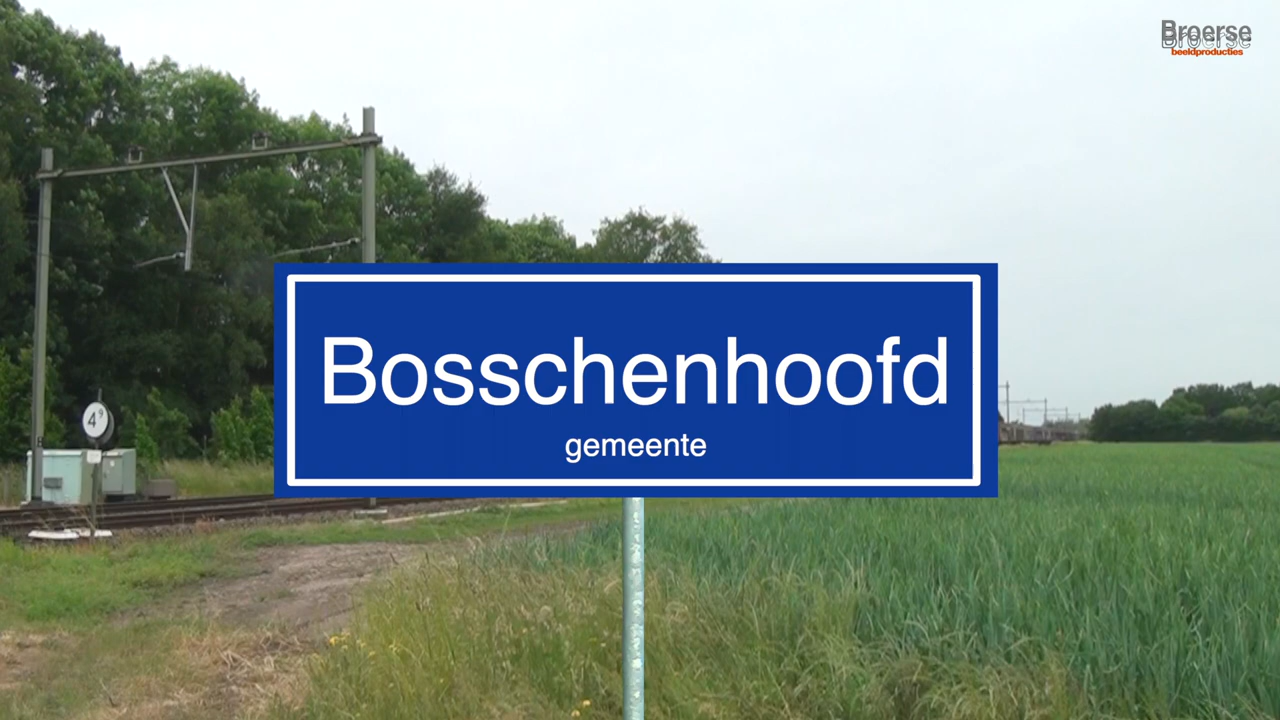 Broerse
beeldproducties
Bosschenhoofd
gemeente
4⁹